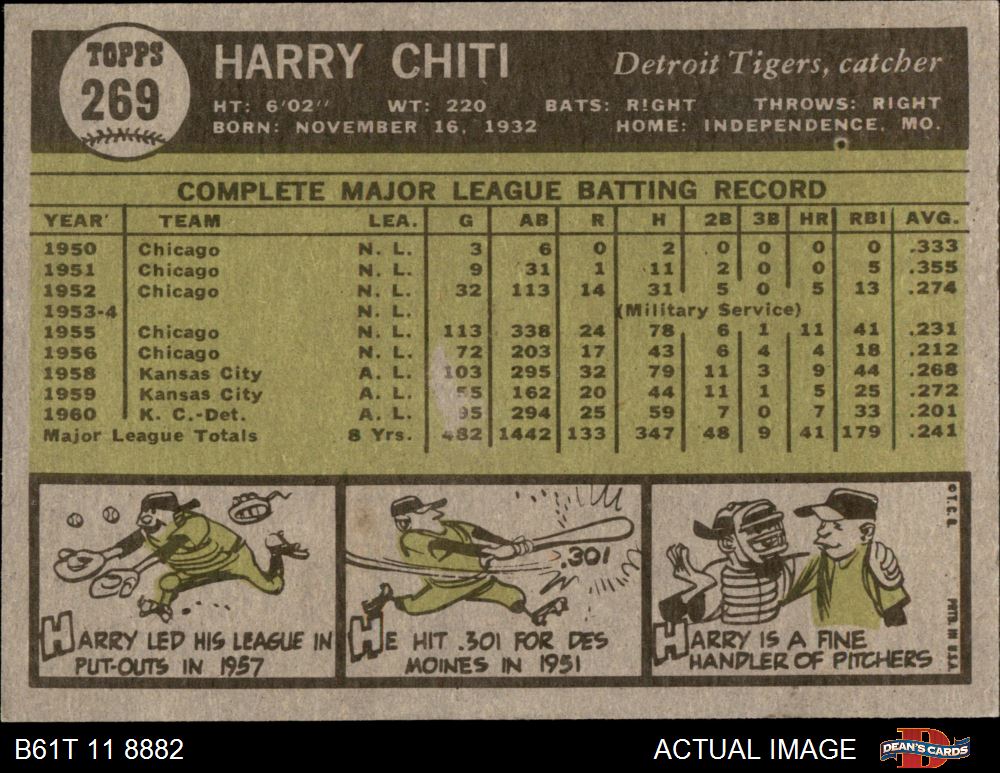 TOPPS
269
HARRY CHITI
Detroit Tigers, catcher
HT: 6'02" WT: 220 BATS: RIGHT THROWS: RIGHT
BORN: NOVEMBER 16, 1932 HOME: INDEPENDENCE, MO.
COMPLETE MAJOR LEAGUE BATTING RECORD
YEAR TEAM LEA. G AB R H 2B 3B HR RBI AVG.
1950 Chicago N. L. 3 6 0 2 0 0 0 0 .333
1951 Chicago N. L. 9 31 1 11 2 0 0 5 .355
1952 Chicago N. L. 32 113 14 31 5 0 5 13 .274
1953-4 N. L. (Military Service)
1955 Chicago N. L. 113 338 24 78 6 1 11 41 .231
1956 Chicago N. L. 72 203 17 43 6 4 4 18 .212
1958 Kansas City A. L. 103 295 32 79 11 3 9 44 .268
1959 Kansas City A. L. 55 162 20 44 11 1 5 25 .272
1960 K. C.-Det. A. L. 95 294 25 59 7 0 7 33 .201
Major League Totals 8 Yrs. 482 1442 133 347 48 9 41 179 .241
HARRY LED HIS LEAGUE IN
PUT-OUTS IN 1957
.301
HE HIT .301 FOR DES
MOINES IN 1951
HARRY IS A FINE
HANDLER OF PITCHERS
© T. C. G.
PRTD. IN U.S.A.
B61T 11 8882
ACTUAL IMAGE
DEAN'S CARDS